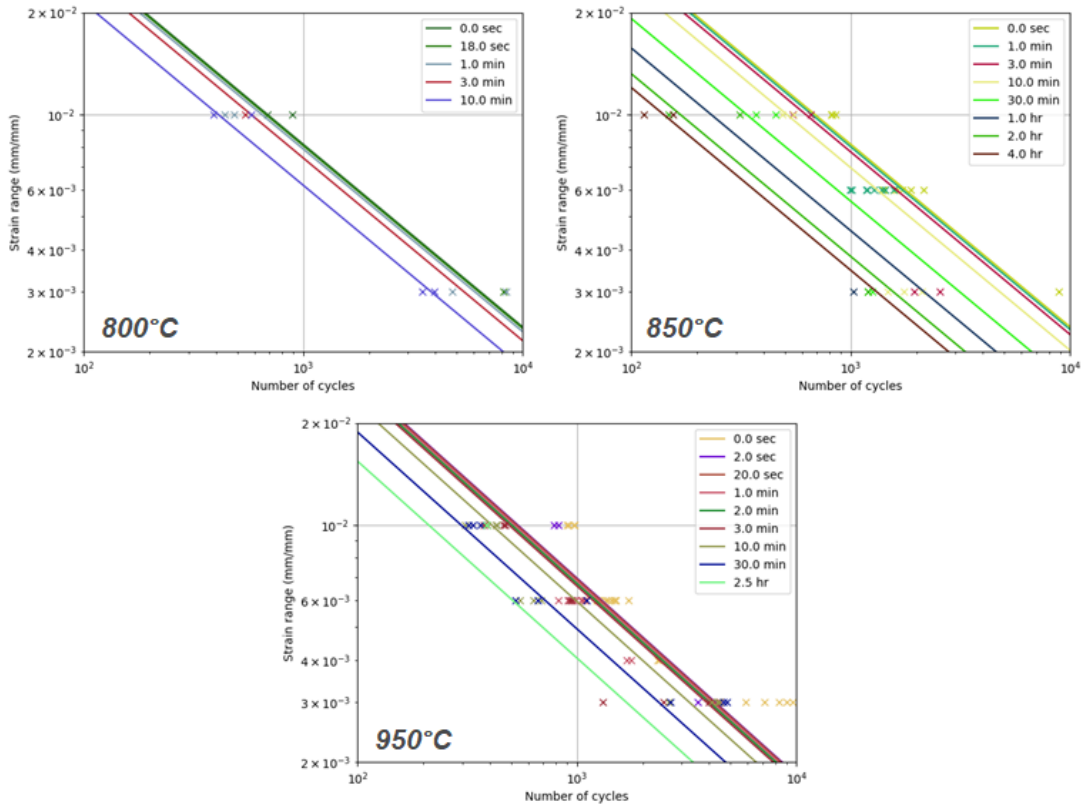 2 × 10⁻²
10⁻²
6 × 10⁻³
4 × 10⁻³
3 × 10⁻³
2 × 10⁻³
Strain range (mm/mm)
0.0 sec
18.0 sec
1.0 min
3.0 min
10.0 min
800°C
10²
10³
10⁴
Number of cycles
2 × 10⁻²
10⁻²
6 × 10⁻³
4 × 10⁻³
3 × 10⁻³
2 × 10⁻³
Strain range (mm/mm)
0.0 sec
1.0 min
3.0 min
10.0 min
30.0 min
1.0 hr
2.0 hr
4.0 hr
850°C
10²
10³
10⁴
Number of cycles
2 × 10⁻²
10⁻²
6 × 10⁻³
4 × 10⁻³
3 × 10⁻³
2 × 10⁻³
Strain range (mm/mm)
0.0 sec
2.0 sec
20.0 sec
1.0 min
2.0 min
3.0 min
10.0 min
30.0 min
2.5 hr
950°C
10²
10³
10⁴
Number of cycles